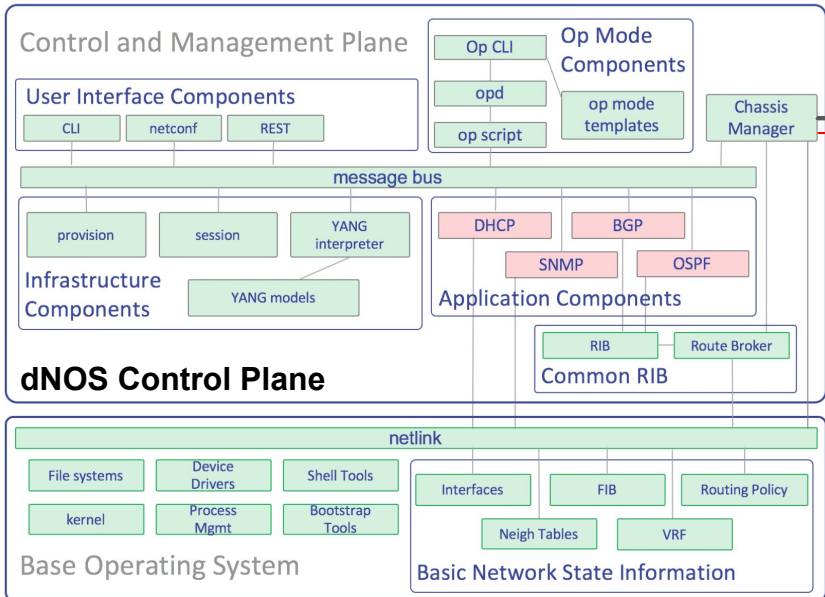 Control and Management Plane
User Interface Components
CLI
netconf
REST
Op CLI
Op Mode
Components
opd
op mode
templates
op script
Chassis
Manager
message bus
provision
session
YANG
interpreter
YANG models
Infrastructure
Components
DHCP
BGP
SNMP
OSPF
Application Components
RIB
Route Broker
Common RIB
dNOS Control Plane
netlink
File systems
Device
Drivers
Shell Tools
kernel
Process
Mgmt
Bootstrap
Tools
Base Operating System
Interfaces
FIB
Routing Policy
Neigh Tables
VRF
Basic Network State Information